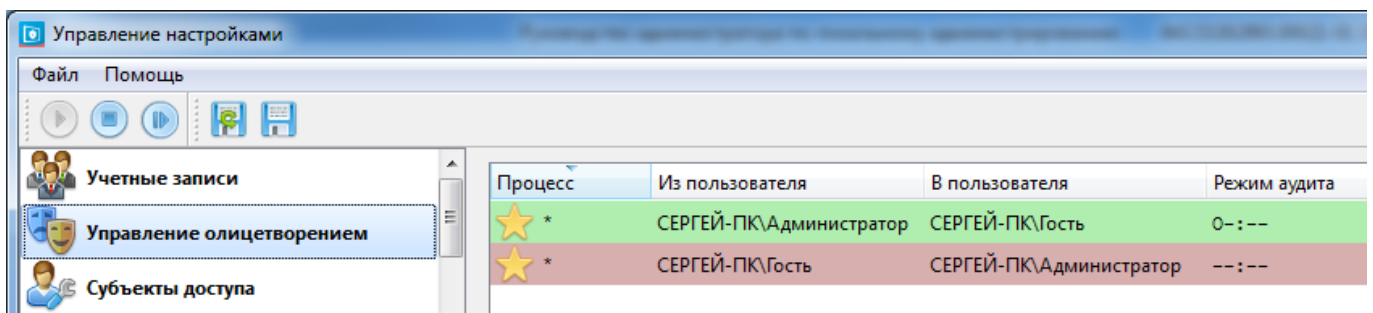 Управление настройками
Файл Помощь
Учетные записи
Управление олицетворением
Субъекты доступа
Процесс Из пользователя В пользователя Режим аудита
* СЕРГЕЙ-ПК\Администратор СЕРГЕЙ-ПК\Гость O-:--
* СЕРГЕЙ-ПК\Гость СЕРГЕЙ-ПК\Администратор --:--